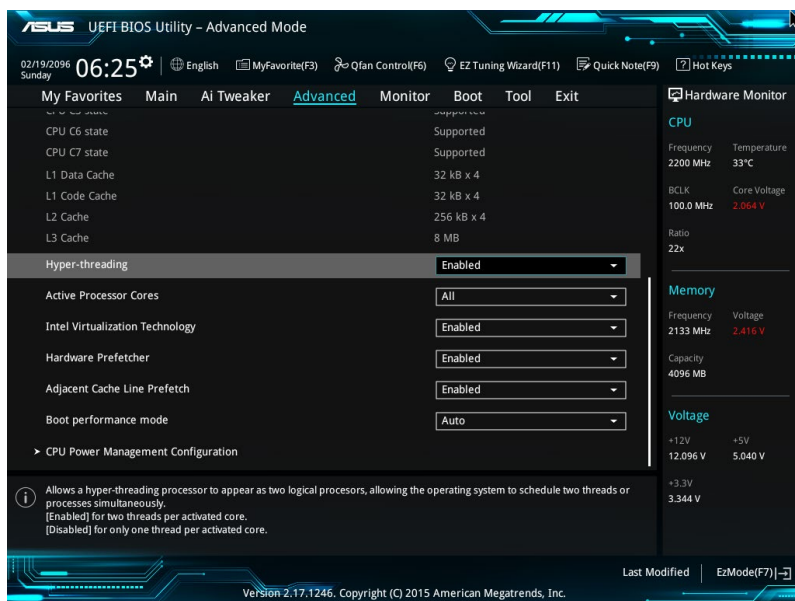 ASUS UEFI BIOS Utility – Advanced Mode
02/19/2096 Sunday 06:25 English MyFavorite(F3) Qfan Control(F6) EZ Tuning Wizard(F11) Quick Note(F9) ? Hot Keys
My Favorites Main Ai Tweaker Advanced Monitor Boot Tool Exit
CPU C6 state Supported
CPU C7 state Supported
L1 Data Cache 32 kB x 4
L1 Code Cache 32 kB x 4
L2 Cache 256 kB x 4
L3 Cache 8 MB
Hyper-threading Enabled
Active Processor Cores All
Intel Virtualization Technology Enabled
Hardware Prefetcher Enabled
Adjacent Cache Line Prefetch Enabled
Boot performance mode Auto
> CPU Power Management Configuration
Allows a hyper-threading processor to appear as two logical procesors, allowing the operating system to schedule two threads or
processes simultaneously.
[Enabled] for two threads per activated core.
[Disabled] for only one thread per activated core.
Hardware Monitor
CPU
Frequency Temperature
2200 MHz 33°C
BCLK Core Voltage
100.0 MHz 2.064 V
Ratio
22x
Memory
Frequency Voltage
2133 MHz 2.416 V
Capacity
4096 MB
Voltage
+12V +5V
12.096 V 5.040 V
+3.3V
3.344 V
Last Modified EzMode(F7)
Version 2.17.1246. Copyright (C) 2015 American Megatrends, Inc.